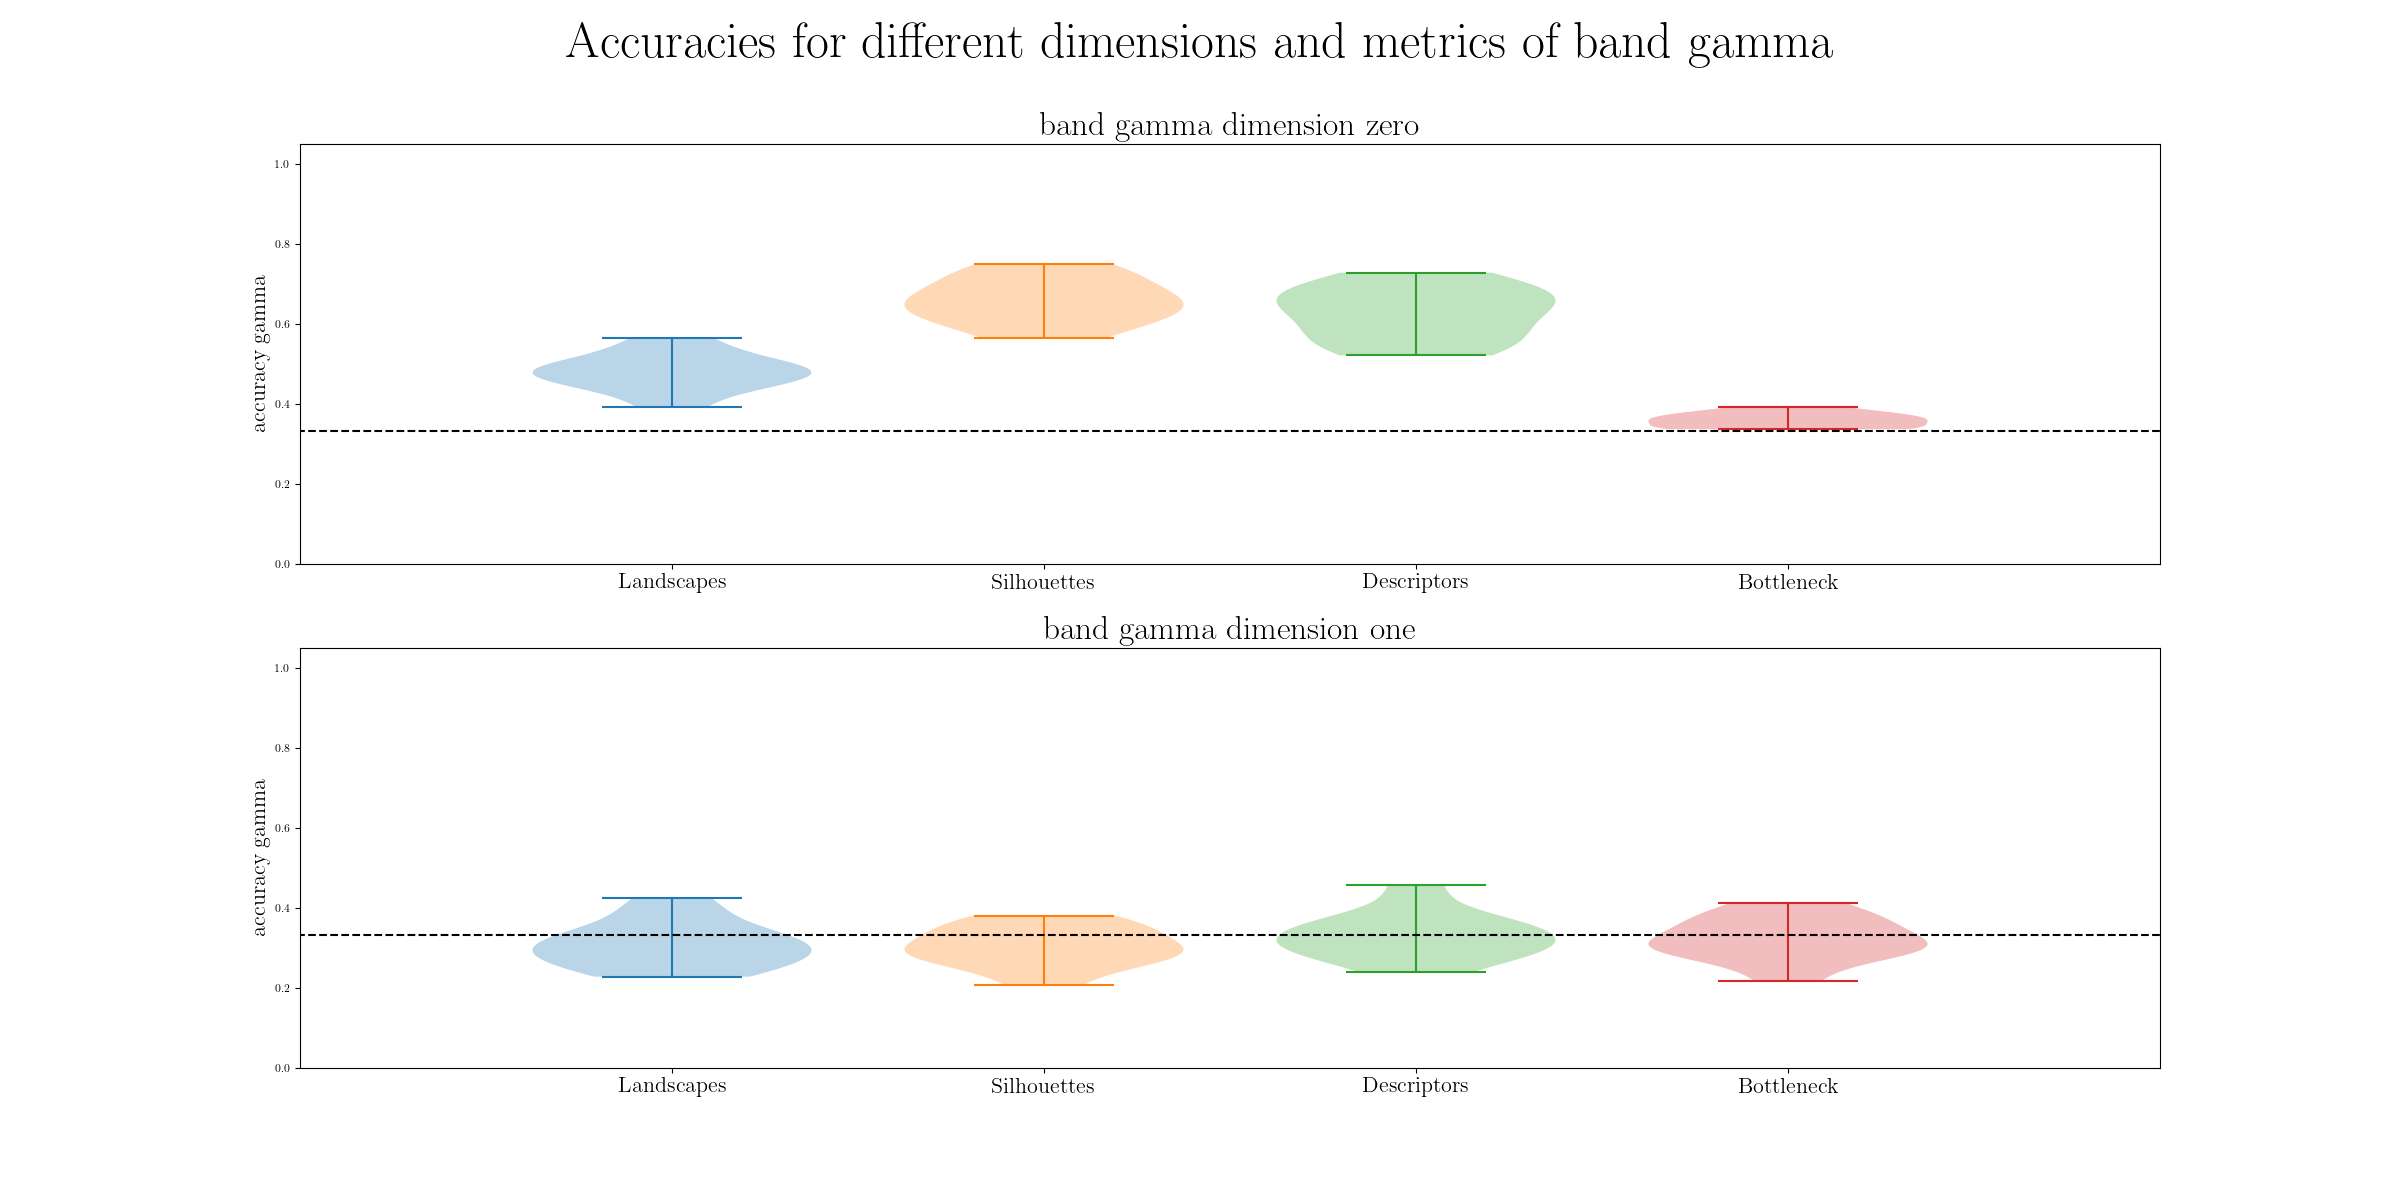 Accuracies for different dimensions and metrics of band gamma
band gamma dimension zero
accuracy gamma
1.0
0.8
0.6
0.4
0.2
0.0
Landscapes Silhouettes Descriptors Bottleneck
band gamma dimension one
accuracy gamma
1.0
0.8
0.6
0.4
0.2
0.0
Landscapes Silhouettes Descriptors Bottleneck